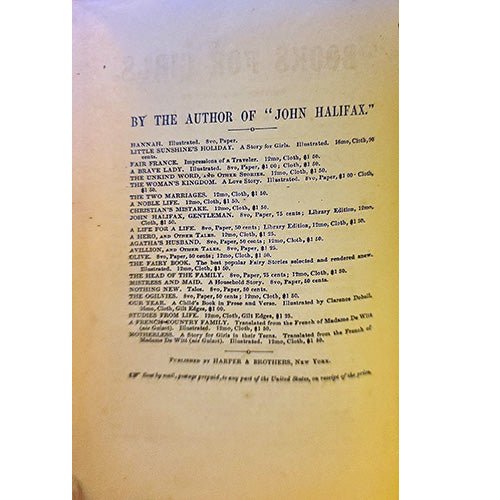 BOOKS FOR GIRLS.
BY THE AUTHOR OF "JOHN HALIFAX."
HANNAH. Illustrated. 8vo, Paper.
LITTLE SUNSHINE'S HOLIDAY. A Story for Girls. Illustrated. 16mo, Cloth, 90
cents.
FAIR FRANCE. Impressions of a Traveler. 12mo, Cloth, $1 50.
A BRAVE LADY. Illustrated. 8vo, Paper, $1 00; Cloth, $1 50.
THE UNKIND WORD, AND OTHER STORIES. 12mo, Cloth, $1 50.
THE WOMAN'S KINGDOM. A Love Story. Illustrated. 8vo, Paper, $1 00; Cloth,
$1 50.
THE TWO MARRIAGES. 12mo, Cloth, $1 50.
A NOBLE LIFE. 12mo, Cloth, $1 50.
CHRISTIAN'S MISTAKE. 12mo, Cloth, $1 50.
JOHN HALIFAX, GENTLEMAN. 8vo, Paper, 75 cents; Library Edition, 12mo,
Cloth, $1 50.
A LIFE FOR A LIFE. 8vo, Paper, 50 cents; Library Edition, 12mo, Cloth, $1 50.
A HERO, AND OTHER TALES. 12mo, Cloth, $1 25.
AGATHA'S HUSBAND. 8vo, Paper, 50 cents; 12mo, Cloth, $1 50.
AVILLION, AND OTHER TALES. 8vo, Paper, $1 25.
OLIVE. 8vo, Paper, 50 cents; 12mo, Cloth, $1 50.
THE FAIRY BOOK. The best popular Fairy Stories selected and rendered anew.
Illustrated. 12mo, Cloth, $1 50.
THE HEAD OF THE FAMILY. 8vo, Paper, 75 cents; 12mo, Cloth, $1 50.
MISTRESS AND MAID. A Household Story. 8vo, Paper, 50 cents.
NOTHING NEW. Tales. 8vo, Paper, 50 cents.
THE OGILVIES. 8vo, Paper, 50 cents; 12mo, Cloth, $1 50.
OUR YEAR. A Child's Book in Prose and Verse. Illustrated by Clarence Dobell.
16mo, Cloth, Gilt Edges, $1 00.
STUDIES FROM LIFE. 12mo, Cloth, Gilt Edges, $1 25.
A FRENCH COUNTRY FAMILY. Translated from the French of Madame De Witt
(née Guizot). Illustrated. 12mo, Cloth, $1 50.
MOTHERLESS. A Story for Girls in their Teens. Translated from the French of
Madame De Witt (née Guizot). Illustrated. 12mo, Cloth, $1 50.
PUBLISHED BY HARPER & BROTHERS, NEW YORK.
Sent by mail, postage prepaid, to any part of the United States, on receipt of the price.